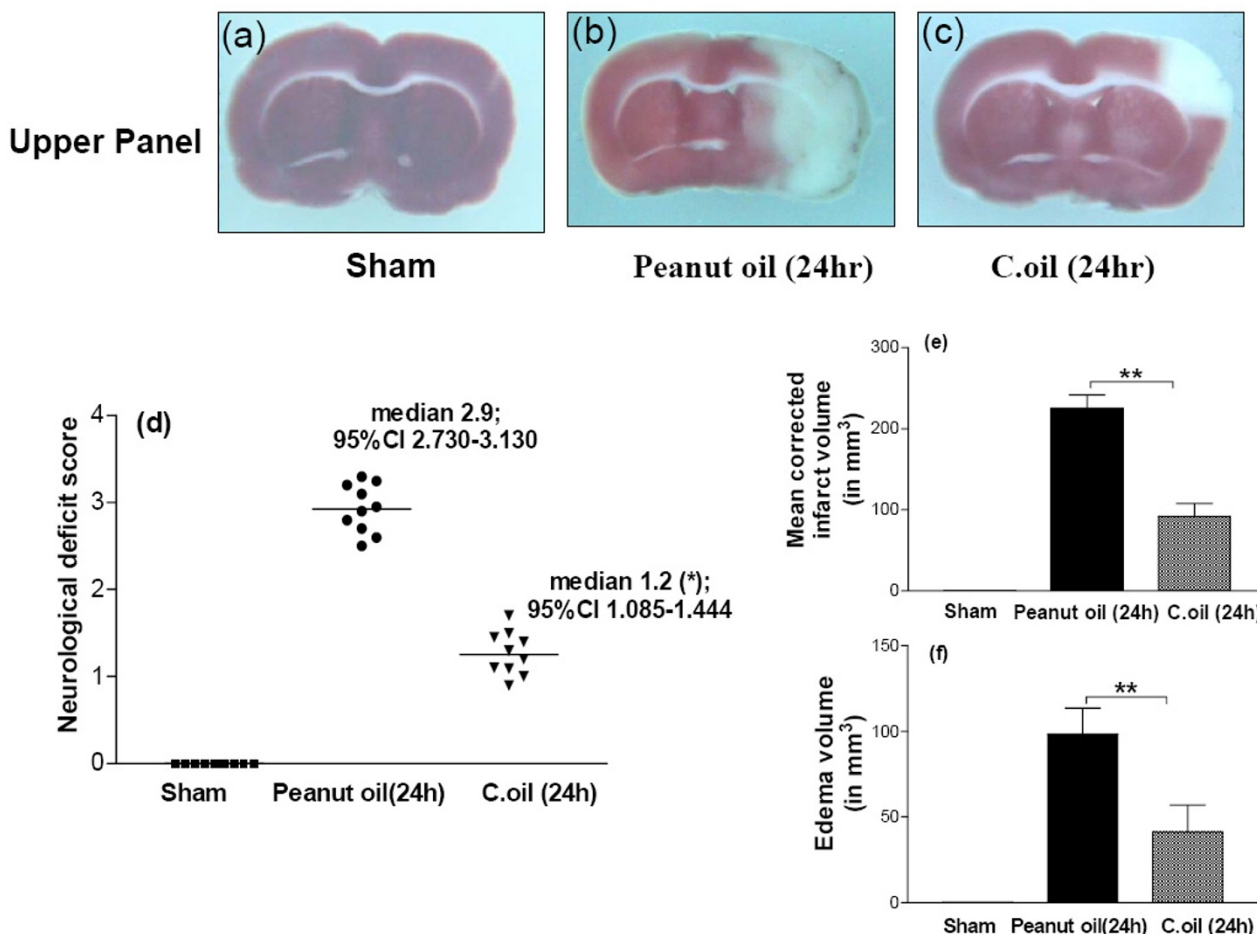 (a)
(b)
(c)
Upper Panel
Sham
Peanut oil (24hr)
C.oil (24hr)
(d)
Neurological deficit score
4
3
2
1
0
median 2.9;
95%CI 2.730-3.130
median 1.2 (*);
95%CI 1.085-1.444
Sham
Peanut oil(24h)
C.oil (24h)
(e)
Mean corrected
infarct volume
(in mm³)
300
200
100
0
**
Sham
Peanut oil (24h)
C.oil (24h)
(f)
Edema volume
(in mm³)
150
100
50
0
**
Sham
Peanut oil(24h)
C.oil (24h)